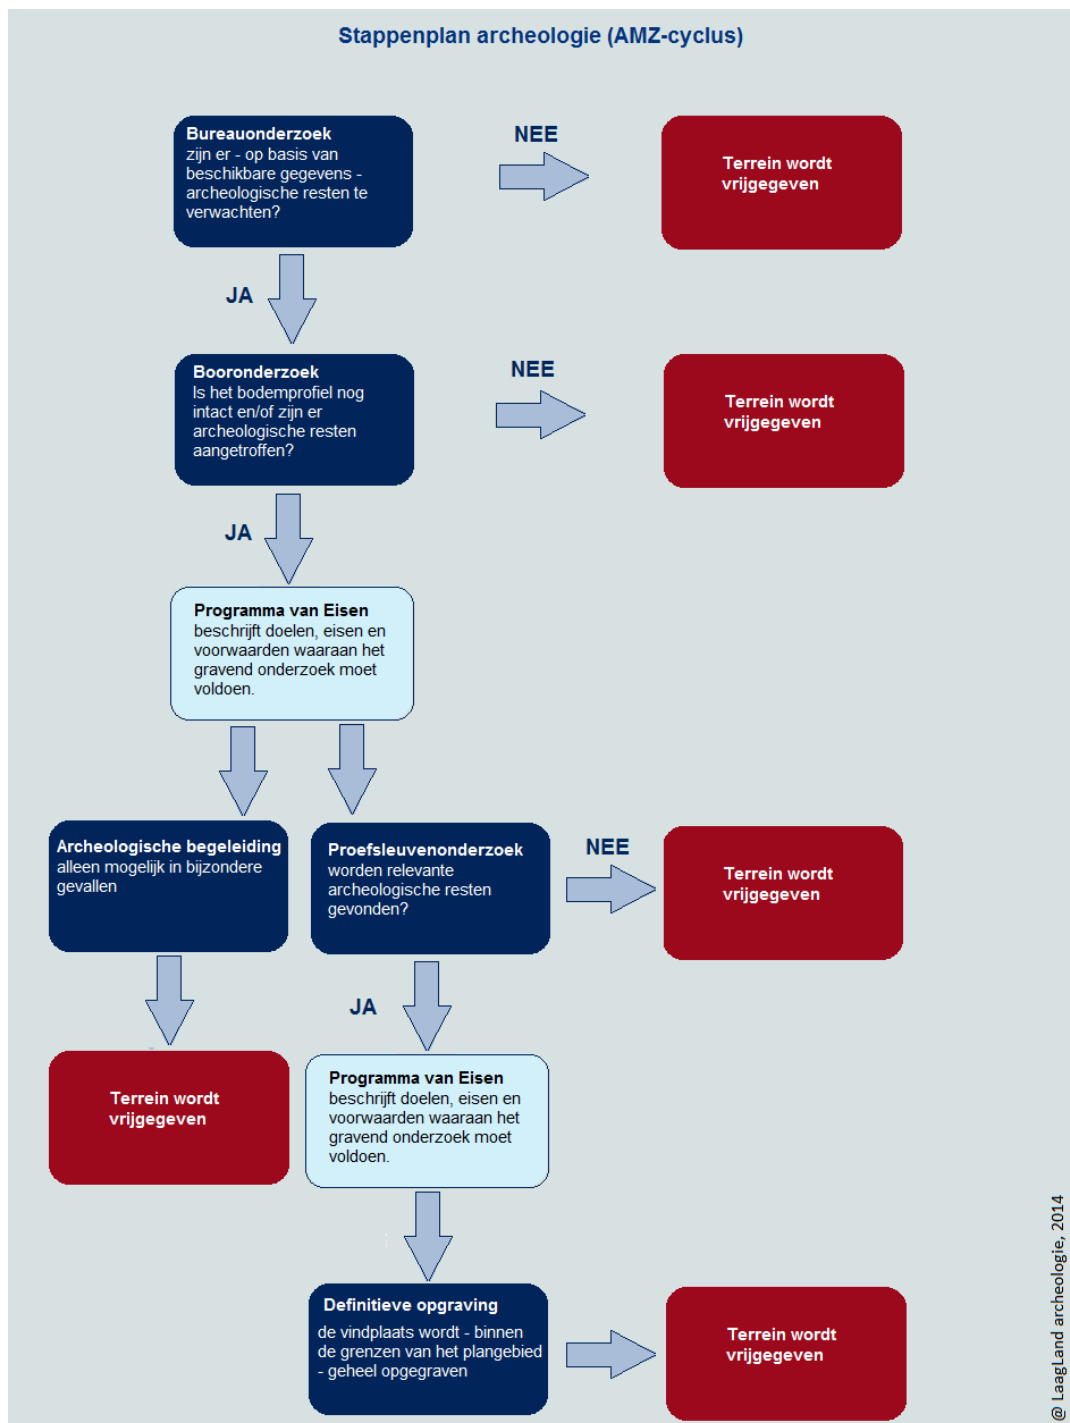 Stappenplan archeologie (AMZ-cyclus)
Bureauonderzoek
zijn er - op basis van
beschikbare gegevens -
archeologische resten te
verwachten?
NEE
Terrein wordt
vrijgegeven
JA
Booronderzoek
Is het bodemprofiel nog
intact en/of zijn er
archeologische resten
aangetroffen?
NEE
Terrein wordt
vrijgegeven
JA
Programma van Eisen
beschrijft doelen, eisen en
voorwaarden waaraan het
gravend onderzoek moet
voldoen.
Archeologische begeleiding
alleen mogelijk in bijzondere
gevallen
Proefsleuvenonderzoek
worden relevante
archeologische resten
gevonden?
NEE
Terrein wordt
vrijgegeven
JA
Terrein wordt
vrijgegeven
Programma van Eisen
beschrijft doelen, eisen en
voorwaarden waaraan het
gravend onderzoek moet
voldoen.
Definitieve opgraving
de vindplaats wordt - binnen
de grenzen van het plangebied
- geheel opgegraven
Terrein wordt
vrijgegeven
@ LaagLand archeologie, 2014